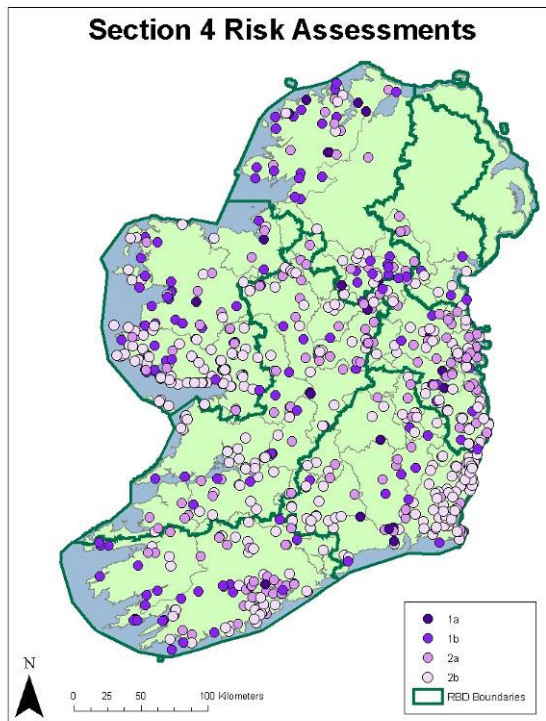 Section 4 Risk Assessments
1a
1b
2a
2b
RBD Boundaries
N
0 25 50 100 Kilometers